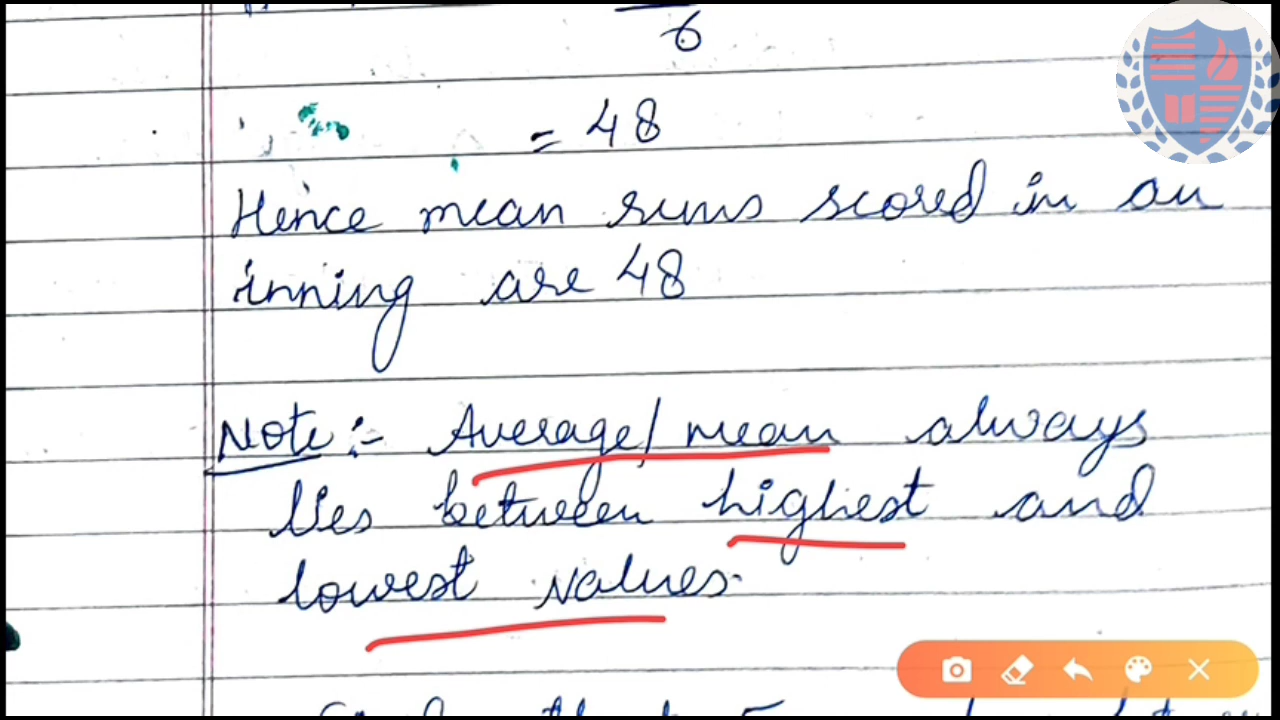 6
= 48
Hence mean runs scored in an
inning are 48
Note :- Average/mean always
lies between highest and
lowest values.